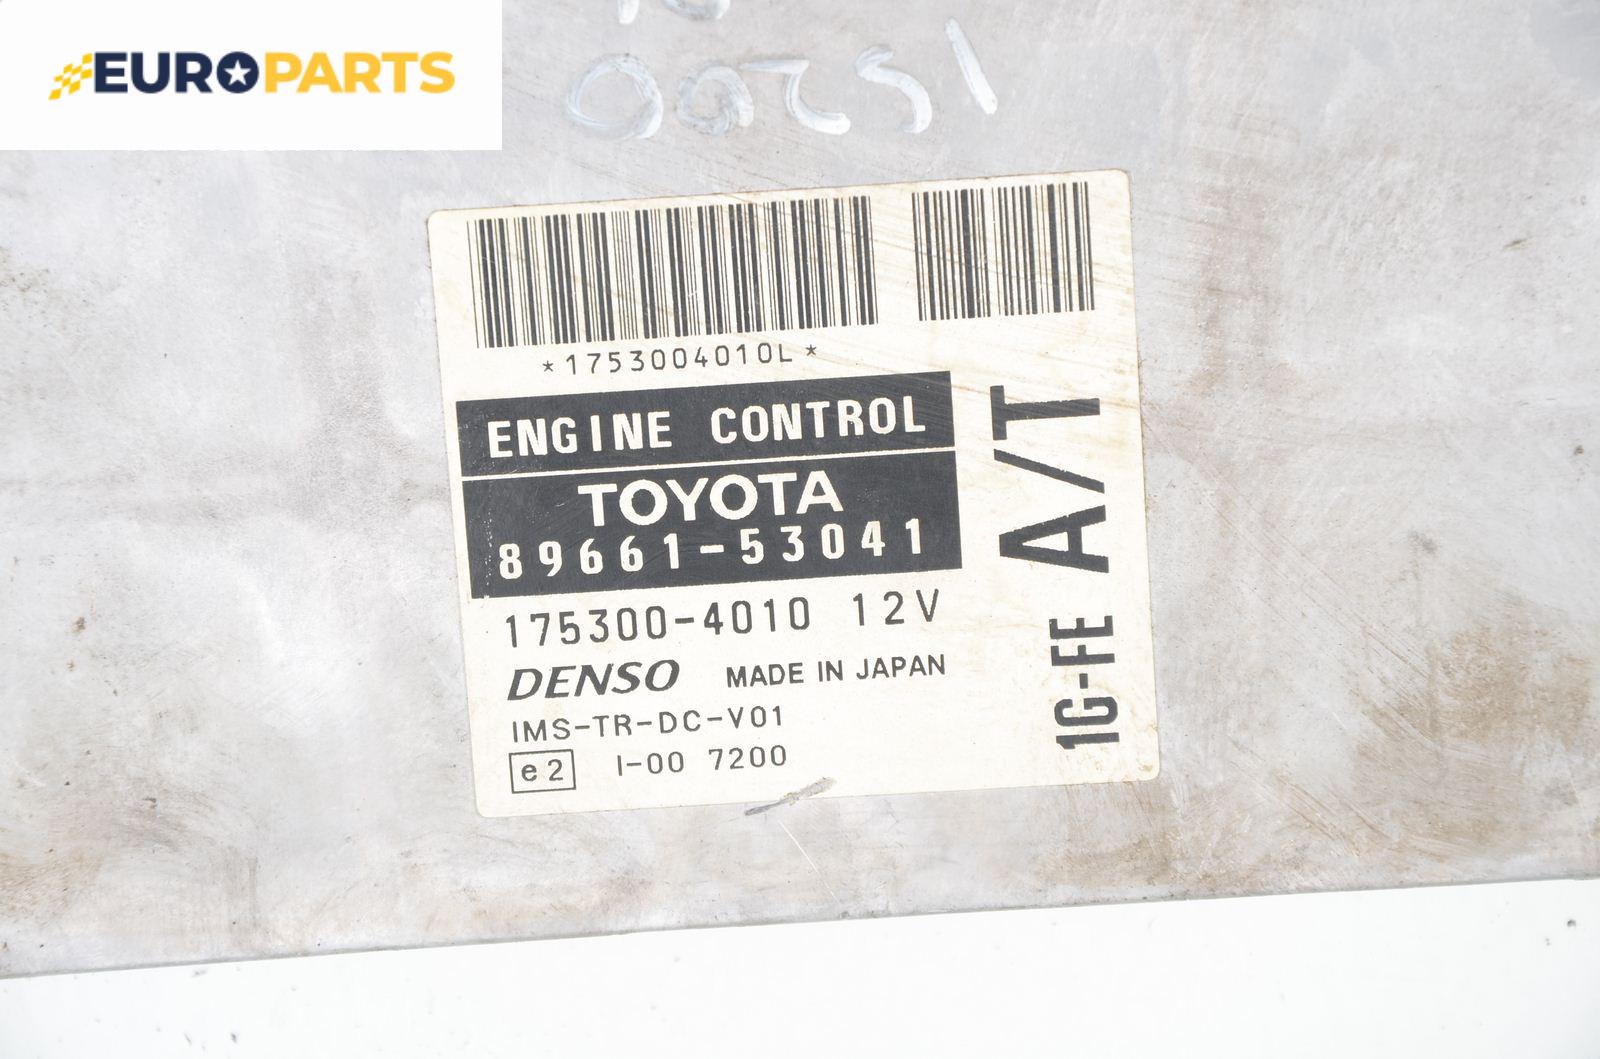 EUROPARTS
15200
*1753004010L*
ENGINE CONTROL
TOYOTA
89661-53041
175300-4010 12V
DENSO MADE IN JAPAN
IMS-TR-DC-V01
e2 I-00 7200
1G-FE A/T